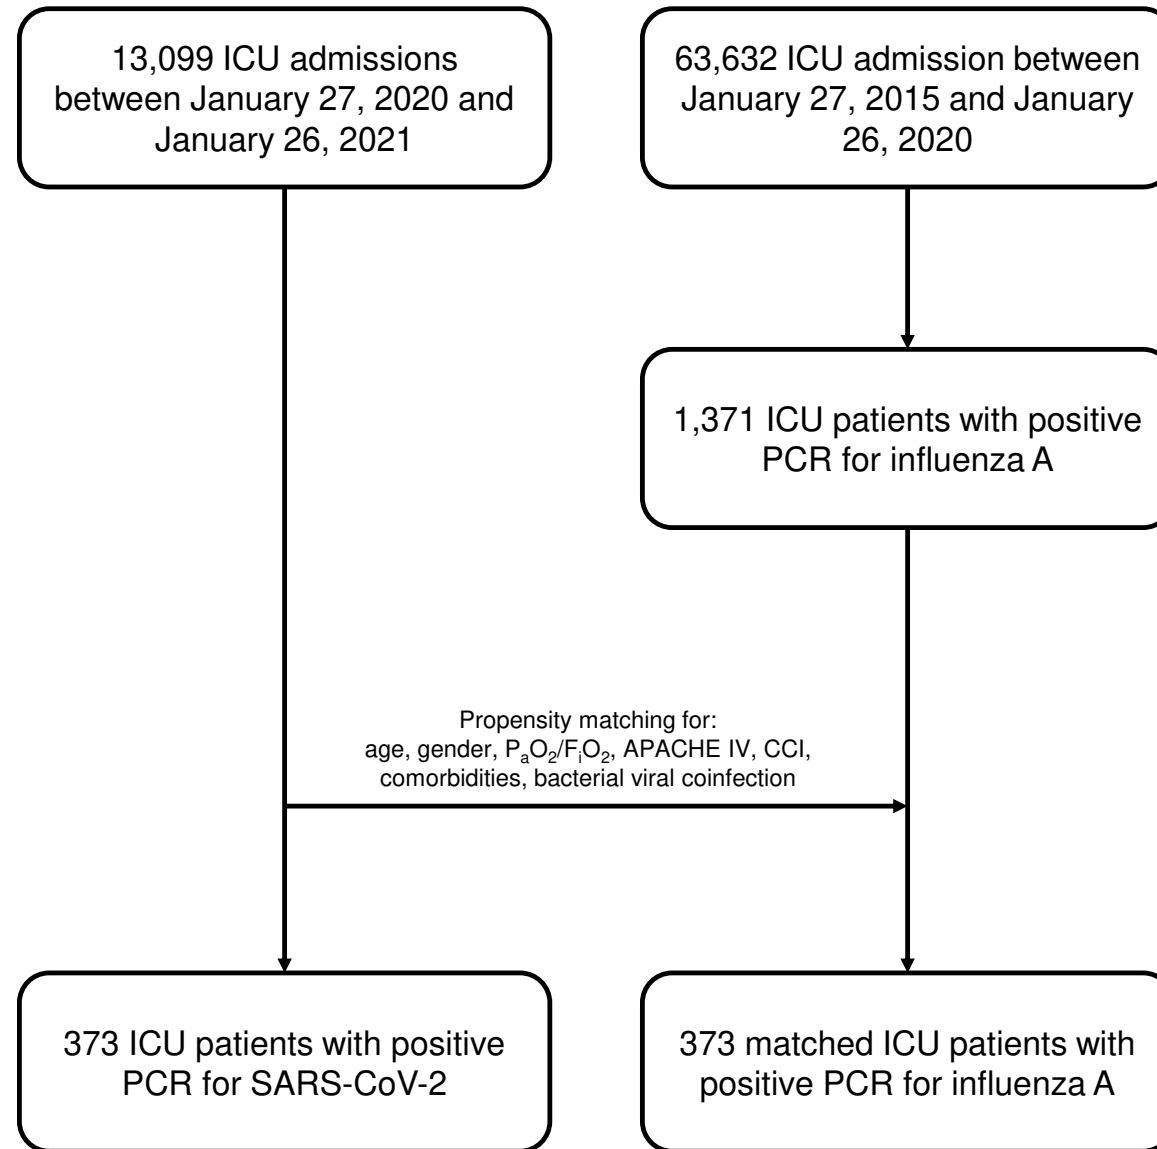 13,099 ICU admissions
between January 27, 2020 and
January 26, 2021
63,632 ICU admission between
January 27, 2015 and January
26, 2020
1,371 ICU patients with positive
PCR for influenza A
Propensity matching for:
age, gender, PaO2/FiO2, APACHE IV, CCI,
comorbidities, bacterial viral coinfection
373 ICU patients with positive
PCR for SARS-CoV-2
373 matched ICU patients with
positive PCR for influenza A